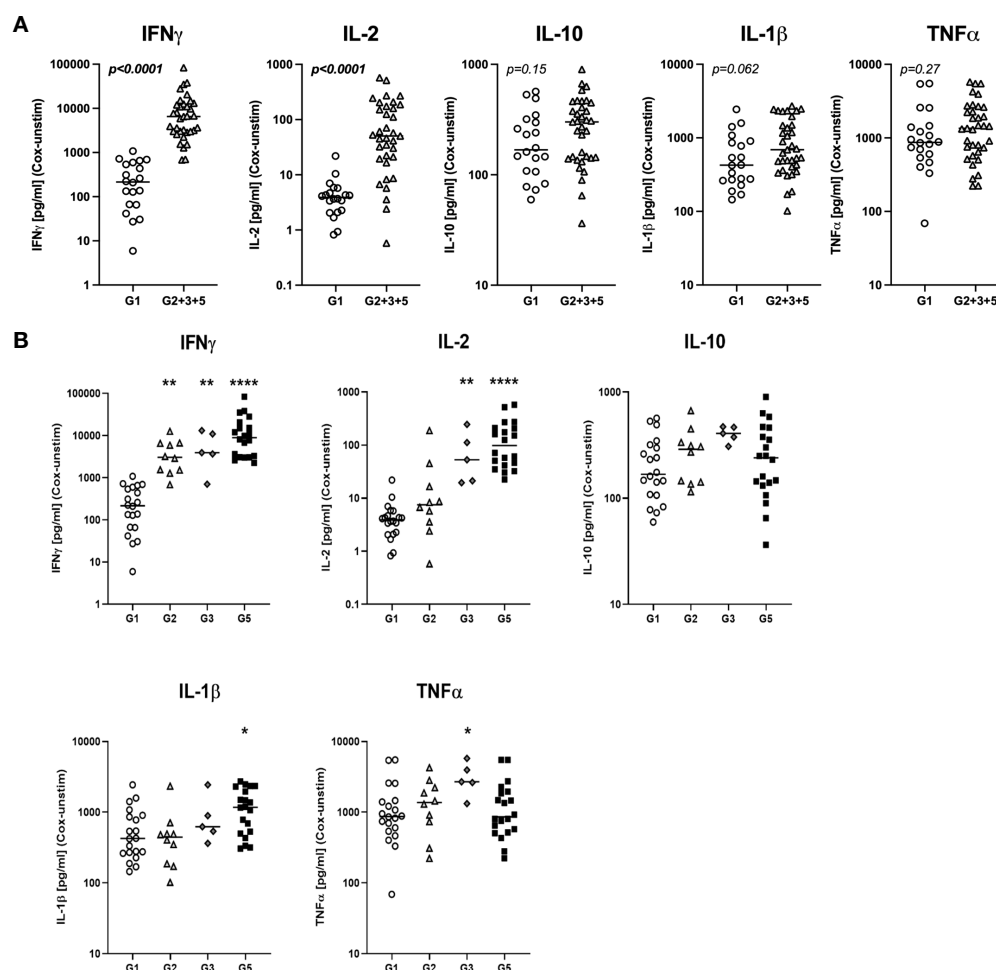 A
IFNγ
IL-2
IL-10
IL-1β
TNFα
p<0.0001
p<0.0001
p=0.15
p=0.062
p=0.27
IFNγ [pg/ml] (Cox-unstim)
100000
10000
1000
100
10
1
G1
G2+3+5
IL-2 [pg/ml] (Cox-unstim)
1000
100
10
1
0.1
G1
G2+3+5
IL-10 [pg/ml] (Cox-unstim)
1000
100
10
G1
G2+3+5
IL-1β [pg/ml] (Cox-unstim)
10000
1000
100
10
G1
G2+3+5
TNFα [pg/ml] (Cox-unstim)
10000
1000
100
10
G1
G2+3+5
B
IFNγ
IL-2
IL-10
** ** ****
** ****
IFNγ [pg/ml] (Cox-unstim)
100000
10000
1000
100
10
1
G1 G2 G3 G5
IL-2 [pg/ml] (Cox-unstim)
1000
100
10
1
0.1
G1 G2 G3 G5
IL-10 [pg/ml] (Cox-unstim)
1000
100
10
G1 G2 G3 G5
IL-1β
TNFα
*
*
IL-1β [pg/ml] (Cox-unstim)
10000
1000
100
10
G1 G2 G3 G5
TNFα [pg/ml] (Cox-unstim)
10000
1000
100
10
G1 G2 G3 G5